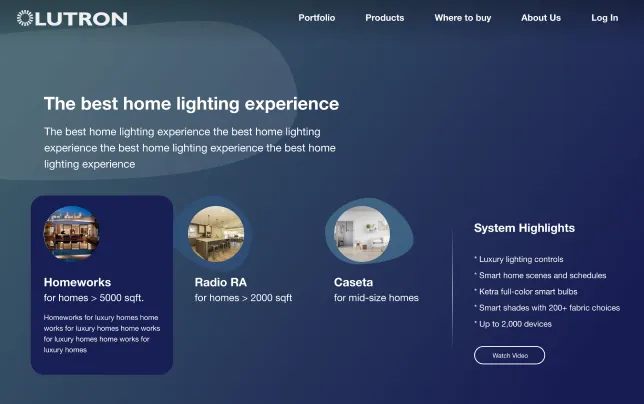 LUTRON
Portfolio
Products
Where to buy
About Us
Log In
The best home lighting experience
The best home lighting experience the best home lighting
experience the best home lighting experience the best home
lighting experience
Homeworks
for homes > 5000 sqft.
Homeworks for luxury homes home
works for luxury homes home works
for luxury homes home works for
luxury homes
Radio RA
for homes > 2000 sqft
Caseta
for mid-size homes
System Highlights
* Luxury lighting controls
* Smart home scenes and schedules
* Ketra full-color smart bulbs
* Smart shades with 200+ fabric choices
* Up to 2,000 devices
Watch Video